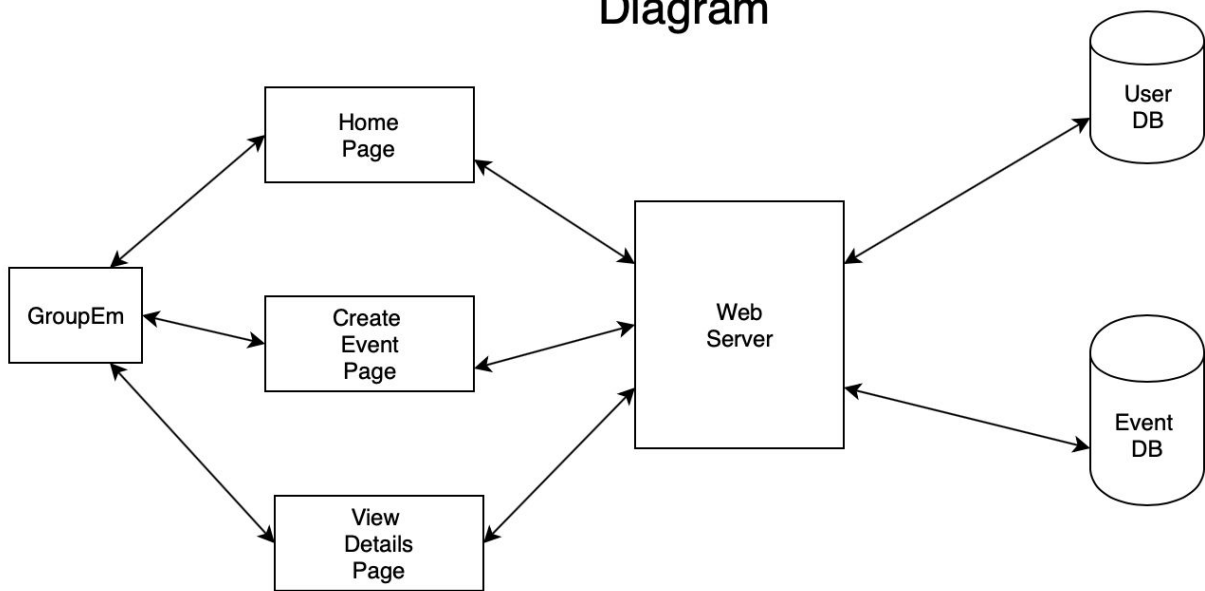 Diagram
User
DB
Home
Page
GroupEm
Create
Event
Page
Web
Server
Event
DB
View
Details
Page